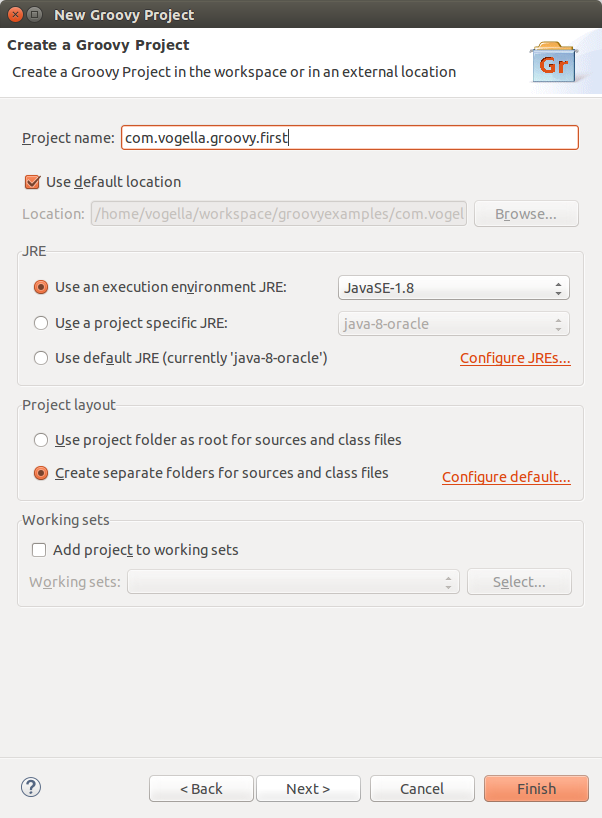 New Groovy Project
Create a Groovy Project
Create a Groovy Project in the workspace or in an external location
Gr
Project name: com.vogella.groovy.first
Use default location
Location: /home/vogella/workspace/groovyexamples/com.vogel Browse...
JRE
Use an execution environment JRE: JavaSE-1.8
Use a project specific JRE: java-8-oracle
Use default JRE (currently 'java-8-oracle') Configure JREs...
Project layout
Use project folder as root for sources and class files
Create separate folders for sources and class files Configure default...
Working sets
Add project to working sets
Working sets: Select...
? < Back Next > Cancel Finish